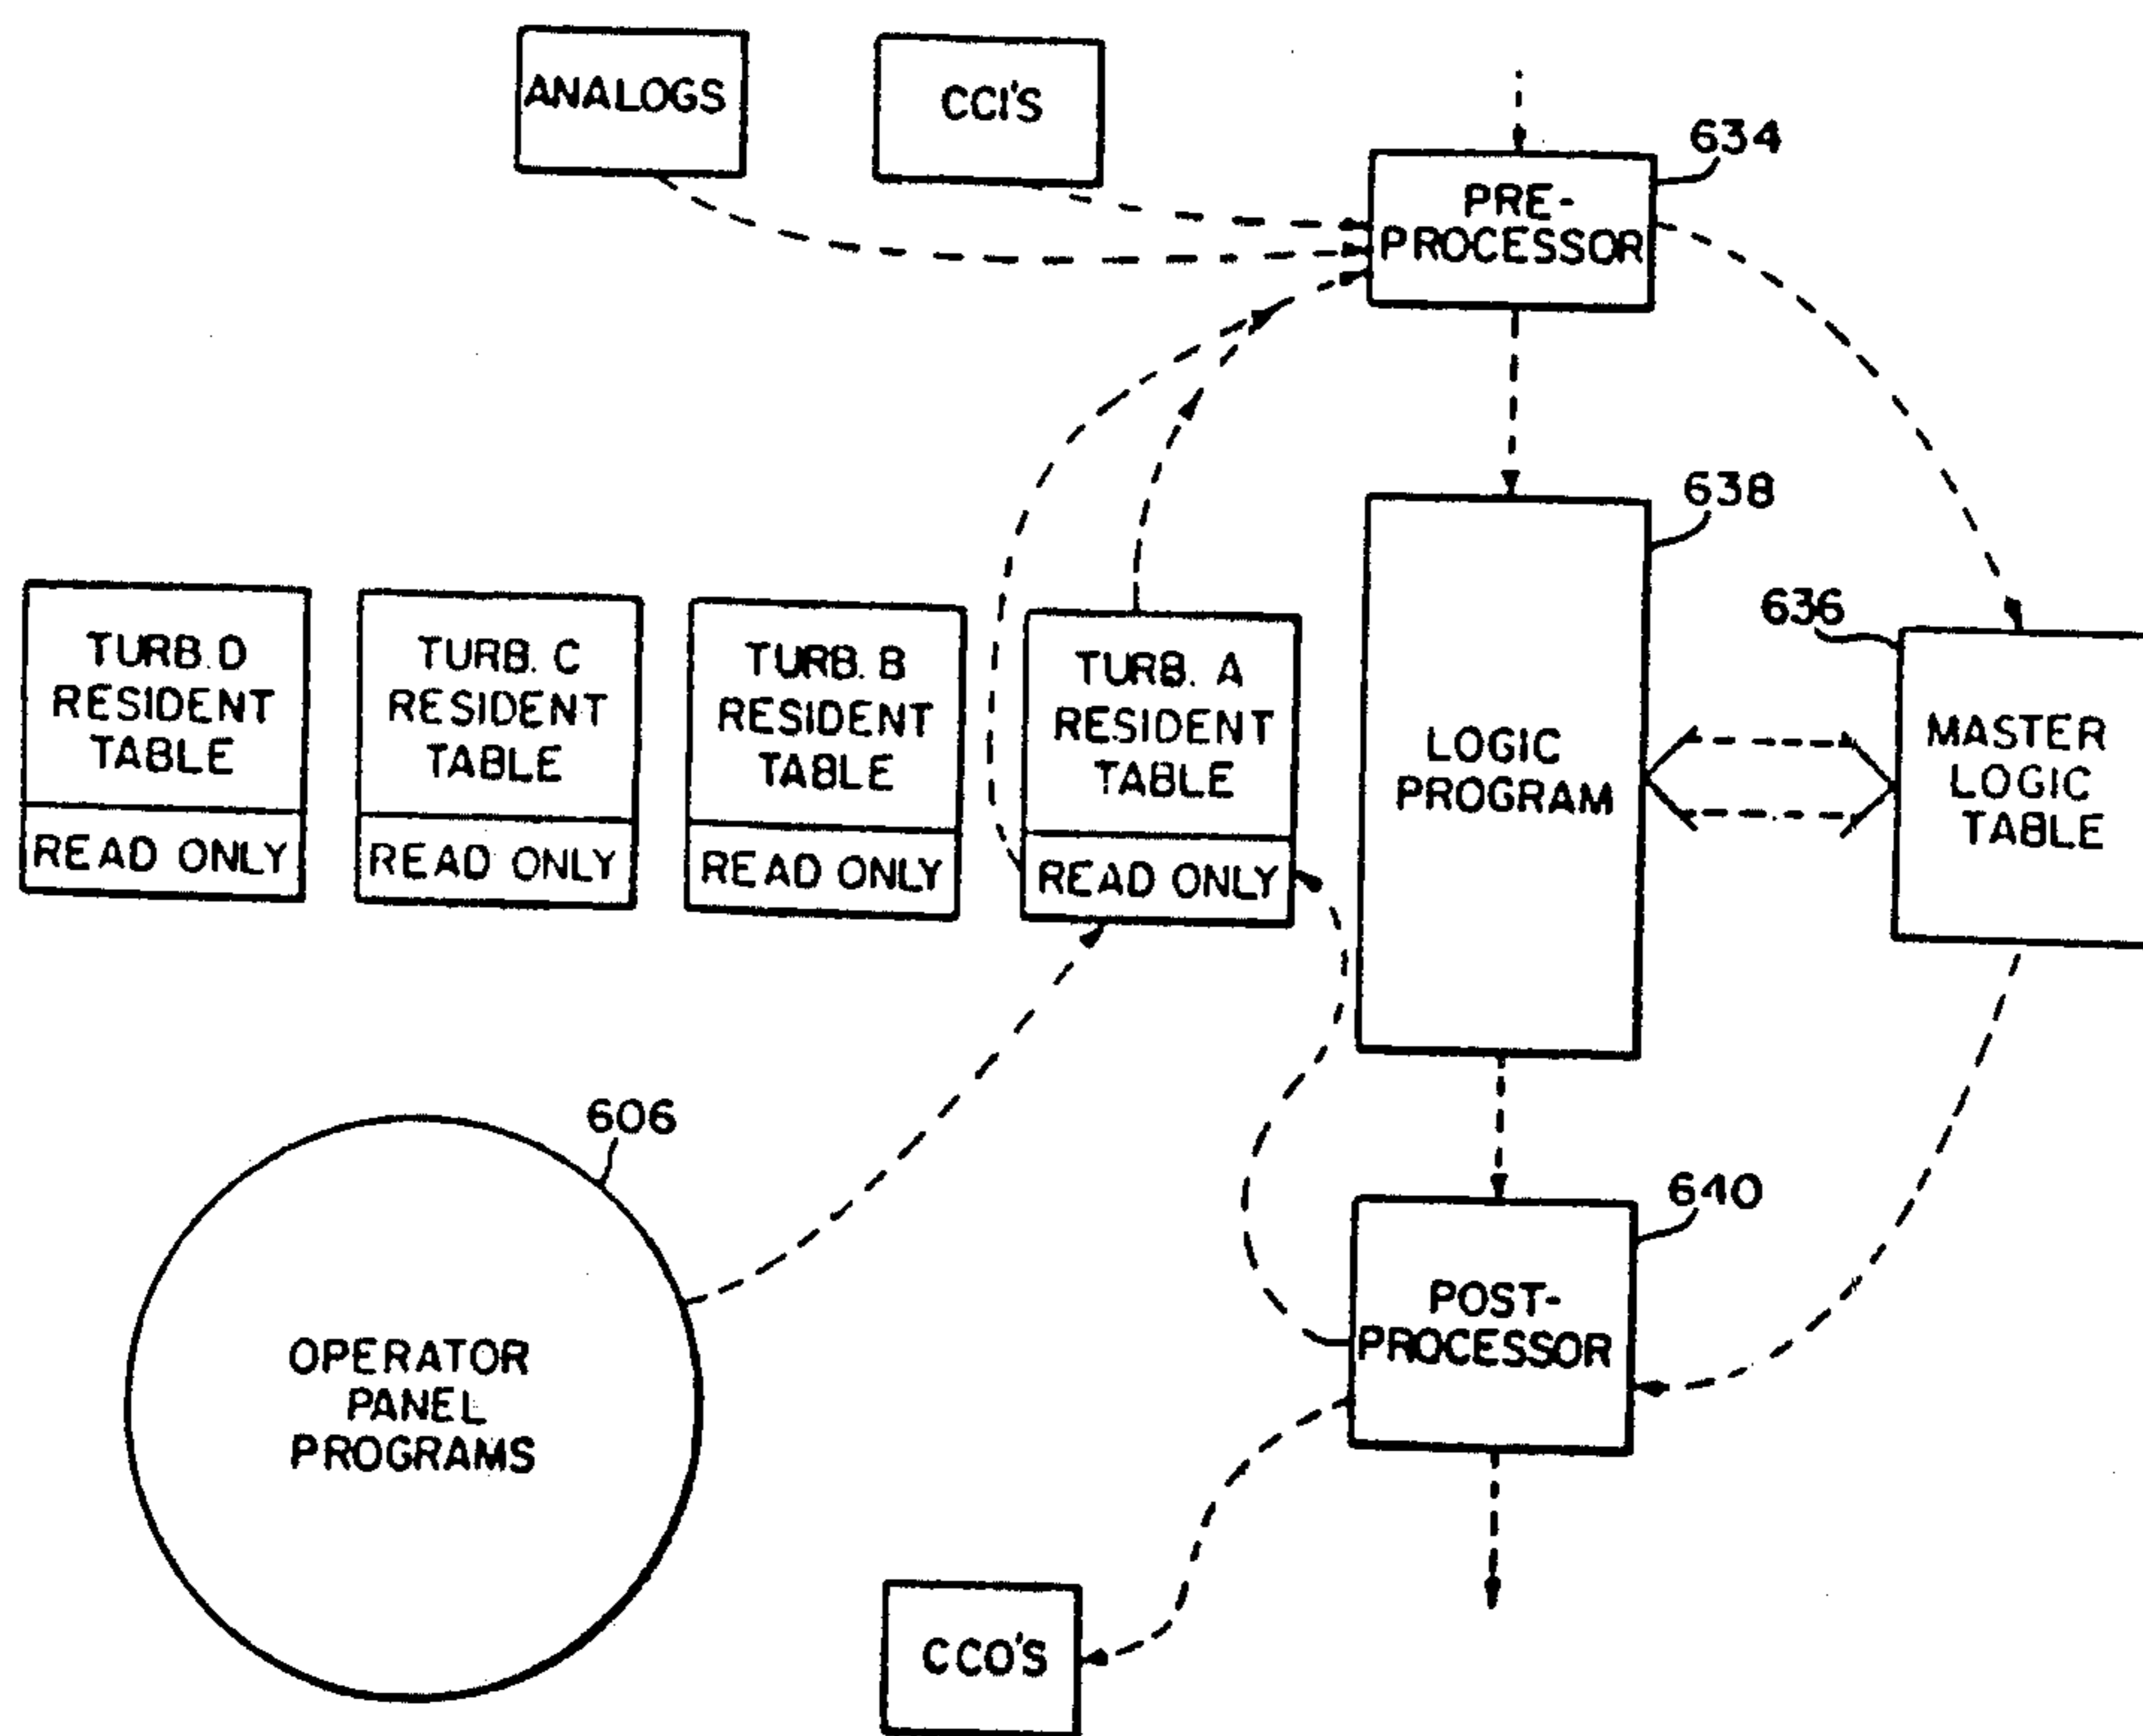 ANALOGS
CCI'S
634
PRE-
PROCESSOR
638
636
TURB. D
RESIDENT
TABLE
READ ONLY
TURB. C
RESIDENT
TABLE
READ ONLY
TURB. B
RESIDENT
TABLE
READ ONLY
TURB. A
RESIDENT
TABLE
READ ONLY
LOGIC
PROGRAM
MASTER
LOGIC
TABLE
606
OPERATOR
PANEL
PROGRAMS
640
POST-
PROCESSOR
CCO'S